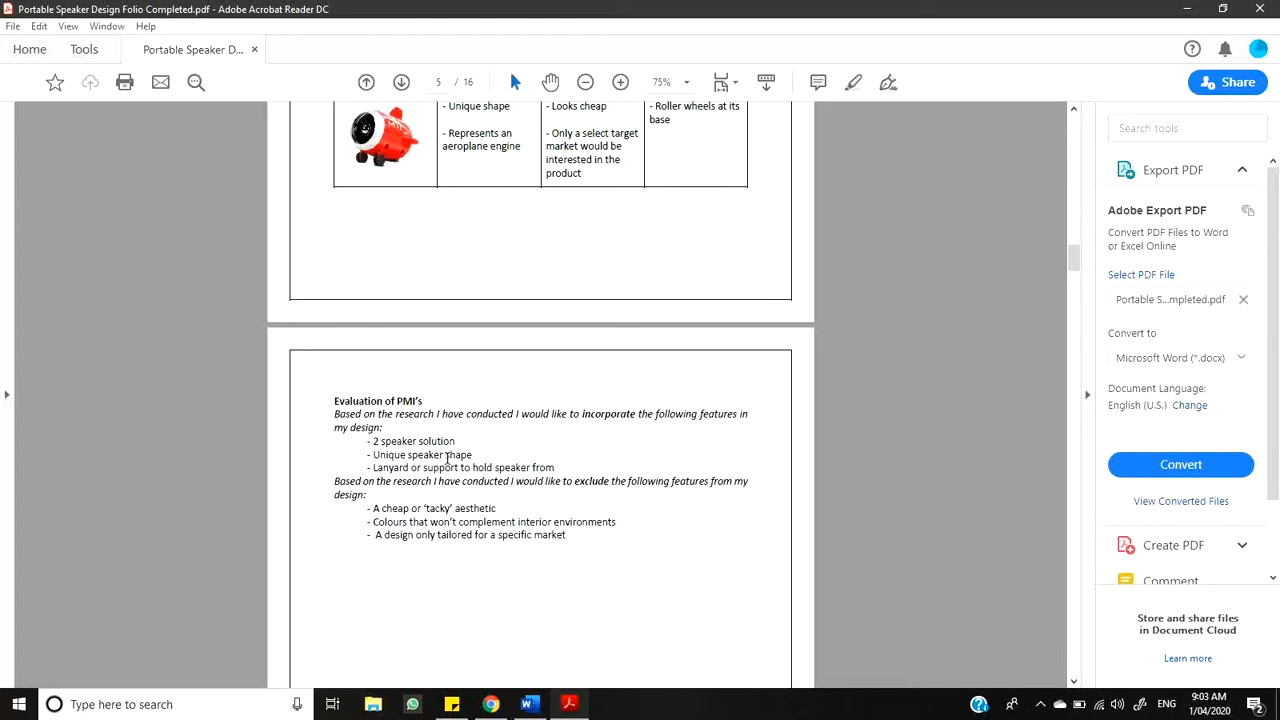 Portable Speaker Design Folio Completed.pdf - Adobe Acrobat Reader DC
File Edit View Window Help
Home Tools Portable Speaker D... ×
5 / 16 75% Share
- Unique shape
- Represents an
aeroplane engine
- Looks cheap
- Only a select target
market would be
interested in the
product
- Roller wheels at its
base
Evaluation of PMI's
Based on the research I have conducted I would like to incorporate the following features in
my design:
- 2 speaker solution
- Unique speaker shape
- Lanyard or support to hold speaker from
Based on the research I have conducted I would like to exclude the following features from my
design:
- A cheap or ‘tacky’ aesthetic
- Colours that won’t complement interior environments
- A design only tailored for a specific market
Search tools
Export PDF
Adobe Export PDF
Convert PDF Files to Word
or Excel Online
Select PDF File
Portable S...mpleted.pdf
Convert to
Microsoft Word (*.docx)
Document Language:
English (U.S.) Change
Convert
View Converted Files
Create PDF
Comment
Store and share files
in Document Cloud
Learn more
Type here to search
ENG
9:03 AM
1/04/2020
2